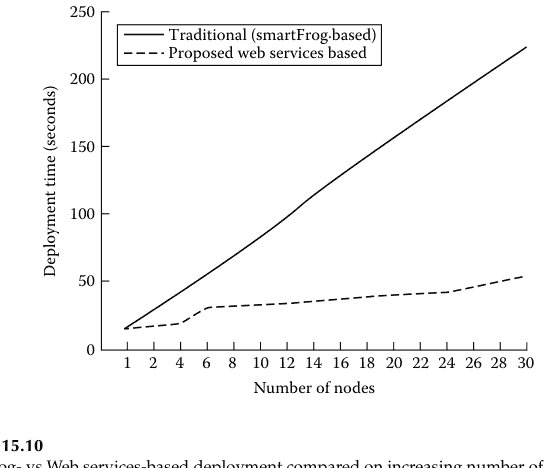 250
200
150
100
50
0
Deployment time (seconds)
Traditional (smartFrog-based)
Proposed web services based
1 2 4 6 8 10 12 14 16 18 20 22 24 26 28 30
Number of nodes
15.10
vs Web services-based deployment compared on increasing number of